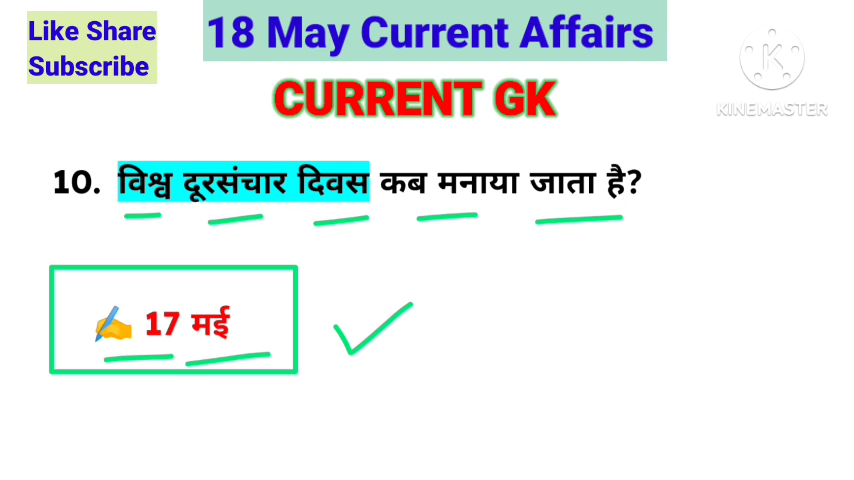 Like Share
Subscribe
18 May Current Affairs
CURRENT GK
KINEMASTER
10. विश्व दूरसंचार दिवस कब मनाया जाता है?
✍ 17 मई